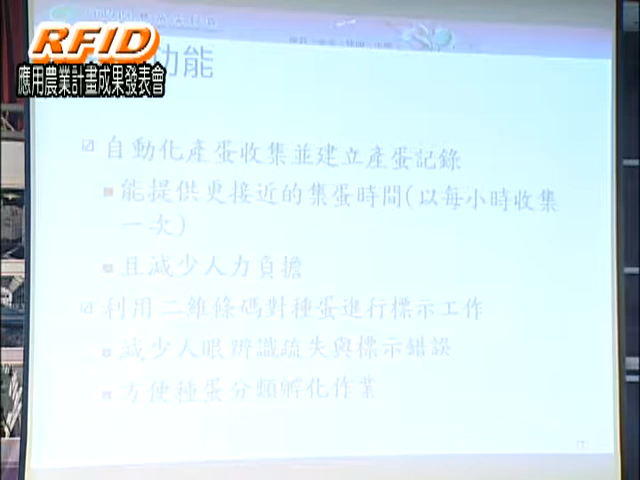 RFID
應用農業計畫成果發表會
功能
自動化產蛋收集並建立產蛋記錄
能提供更接近的集蛋時間(以每小時收集
一次)
且減少人力負擔
利用二維條碼對種蛋進行標示工作
減少人眼辨識疏失與標示錯誤
方便種蛋分類孵化作業